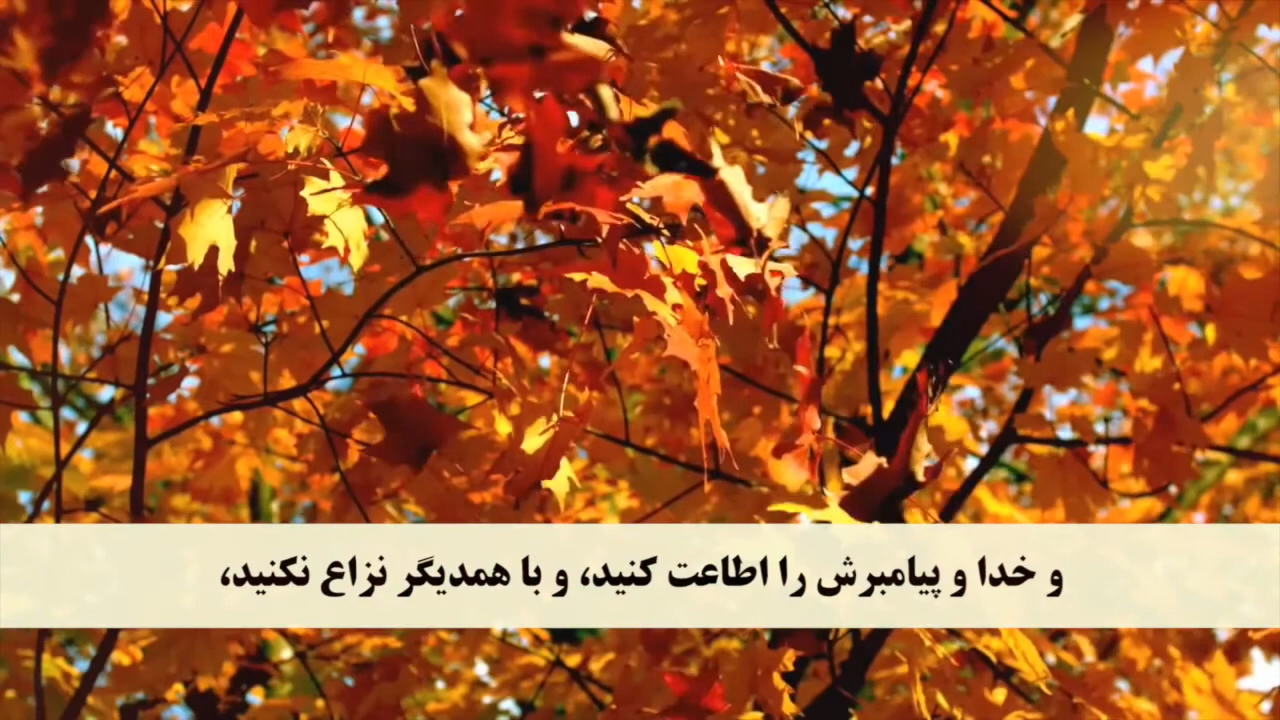 و خدا و پیامبرش را اطاعت کنید، و با همدیگر نزاع نکنید،